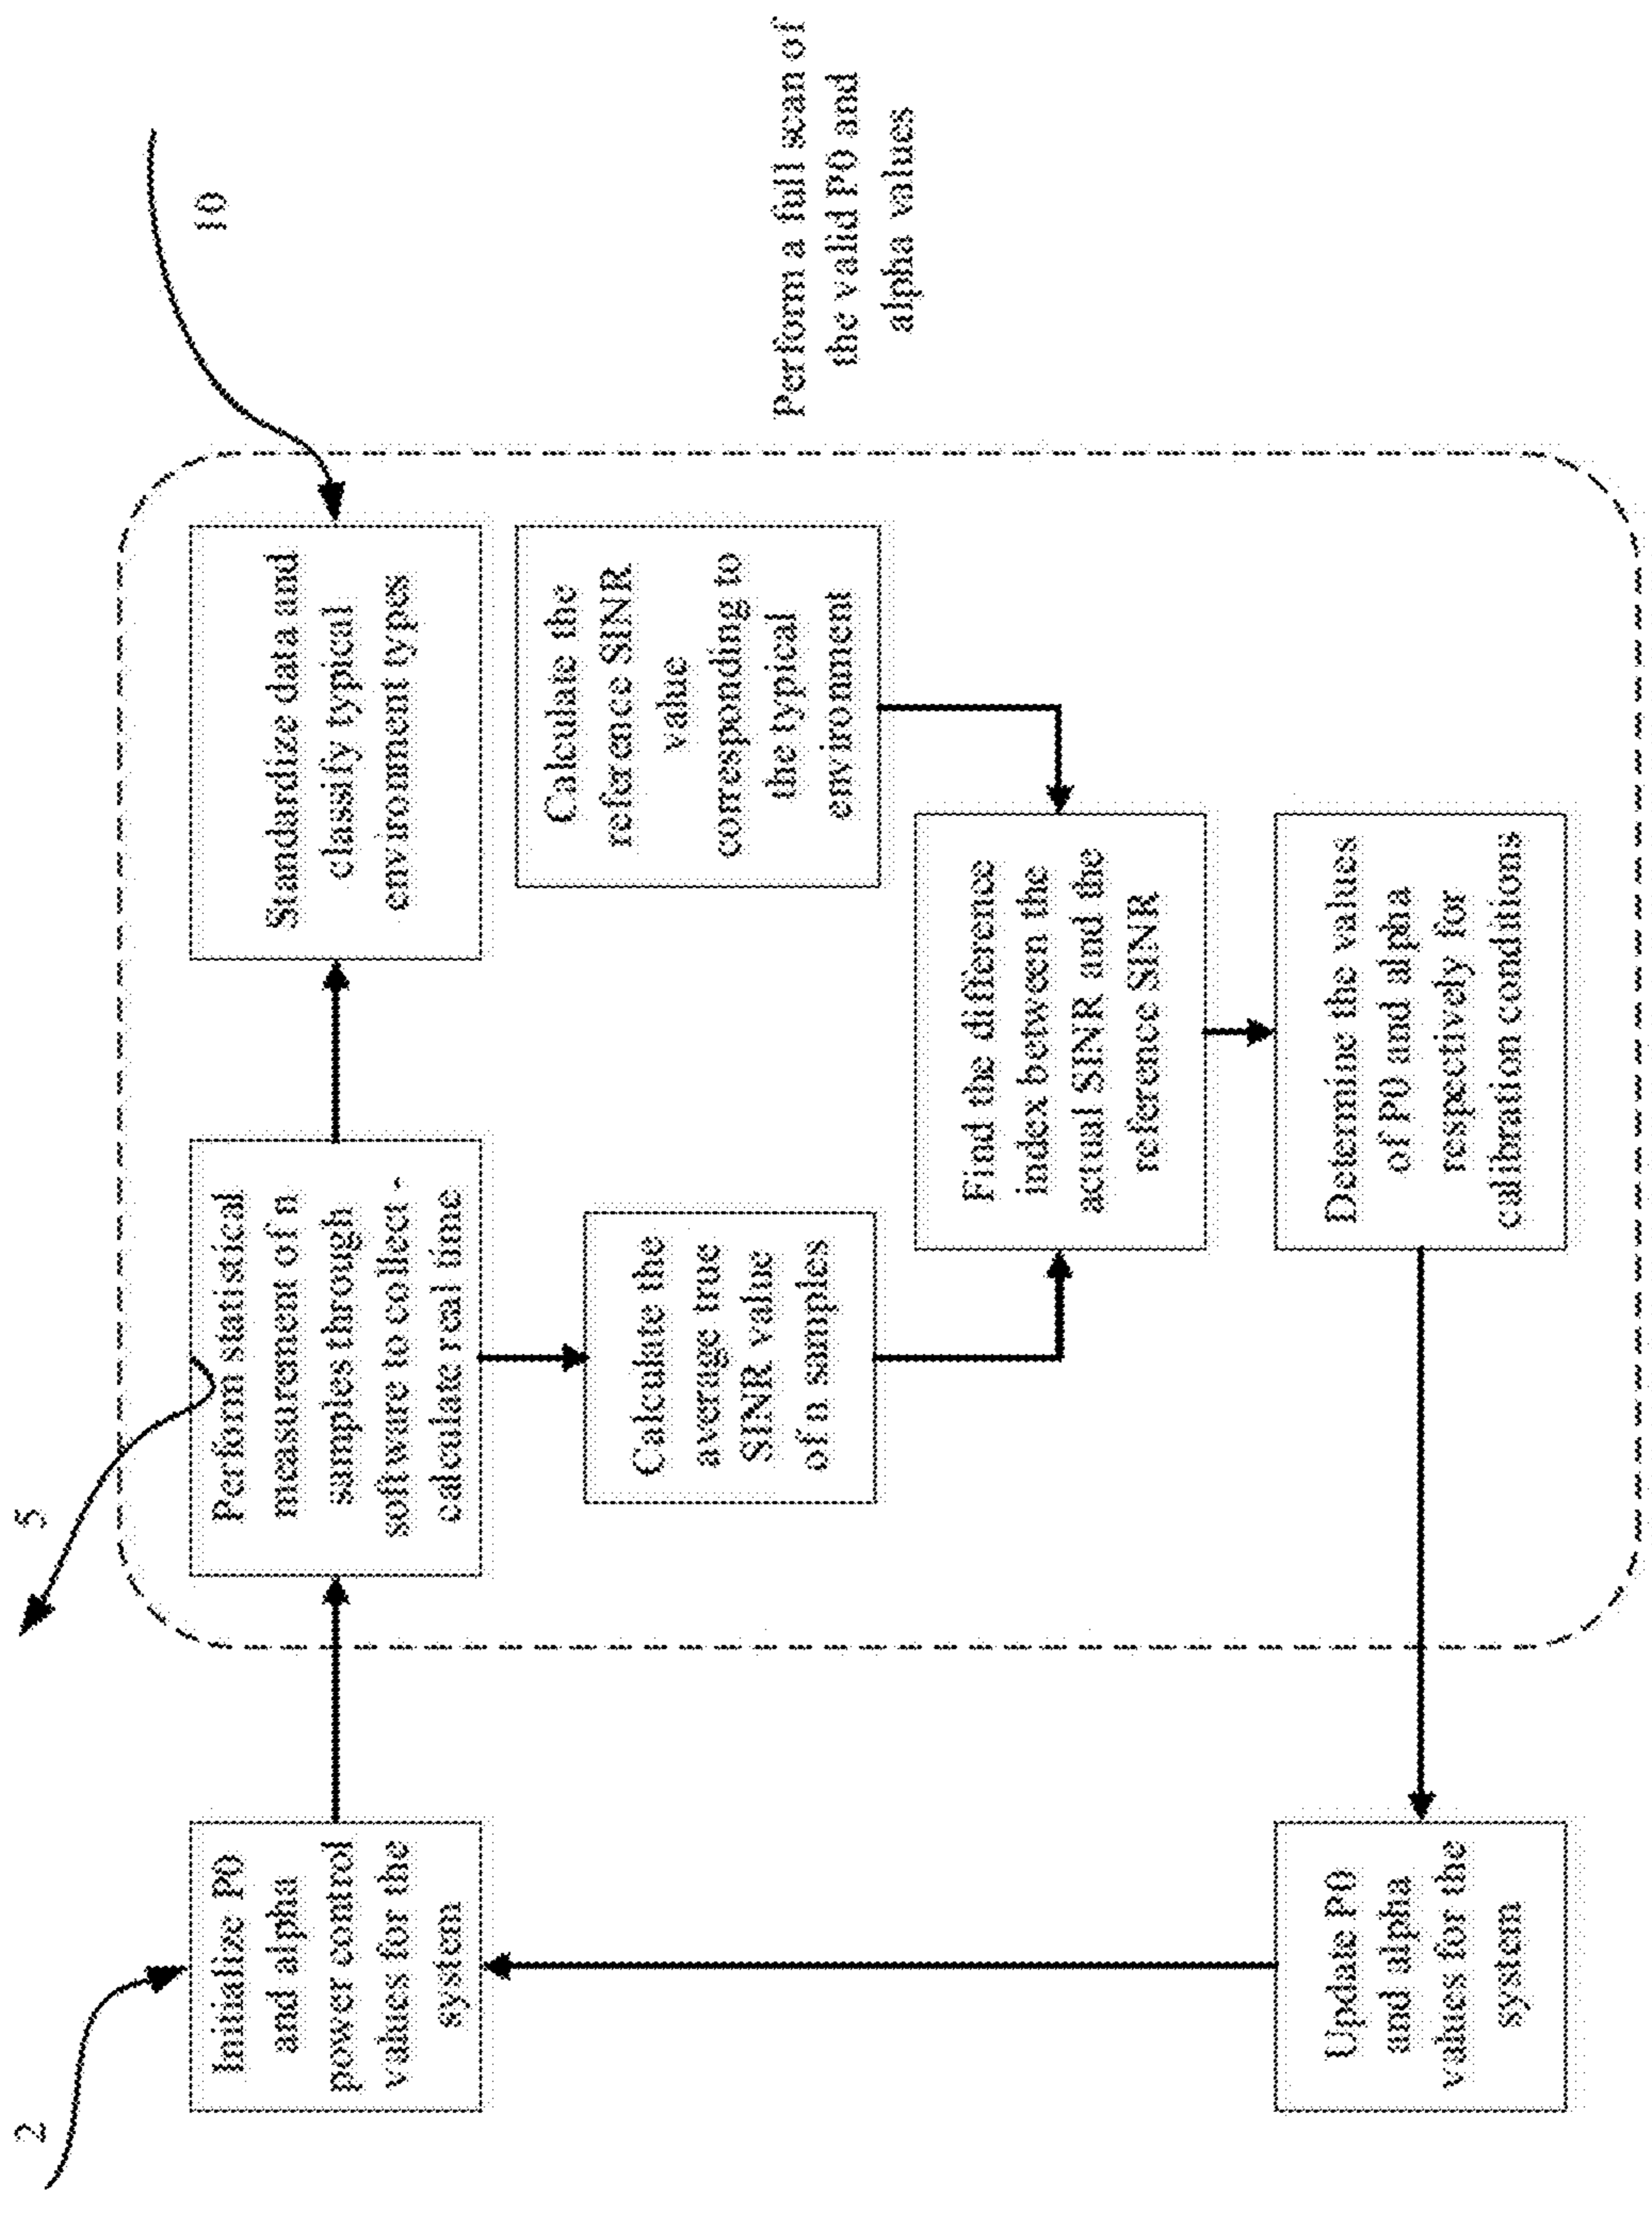 2
5
10
Initialize P0
and alpha
power control
values for the
system
Perform statistical
measurement of n
samples through
software to collect -
calculate real time
Standardize data and
classify typical
environment types
Calculate the
average true
SINR value
of n samples
Calculate the
reference SINR
value
corresponding to
the typical
environment
Perform a full scan of
the valid P0 and
alpha values
Find the difference
index between the
actual SINR and the
reference SINR
Update P0
and alpha
values for the
system
Determine the values
of P0 and alpha
respectively for
calibration conditions